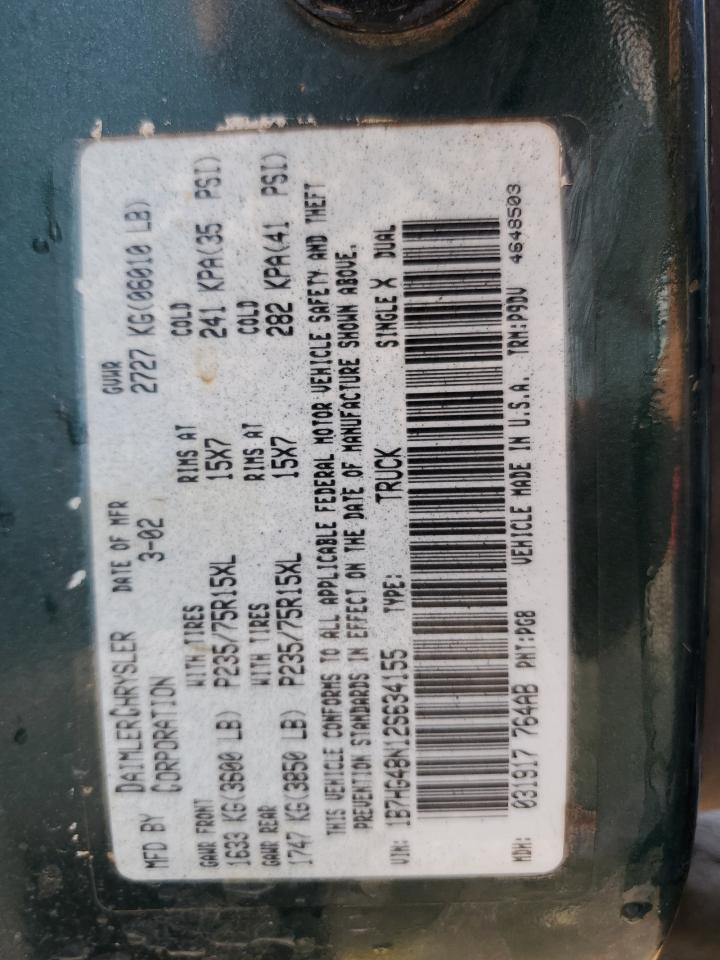 MFD BY DAIMLERCHRYSLER CORPORATION DATE OF MFR 3-02 GVWR 2727 KG(06010 LB)
GAWR FRONT WITH TIRES RIMS AT COLD
1633 KG(3600 LB) P235/75R15XL 15X7 241 KPA(35 PSI)
GAWR REAR WITH TIRES RIMS AT COLD
1747 KG(3850 LB) P235/75R15XL 15X7 282 KPA(41 PSI)
THIS VEHICLE CONFORMS TO ALL APPLICABLE FEDERAL MOTOR VEHICLE SAFETY AND THEFT
PREVENTION STANDARDS IN EFFECT ON THE DATE OF MANUFACTURE SHOWN ABOVE.
VIN: 1B7HG48N12S634155 TYPE: TRUCK SINGLE X DUAL
MDH: 031917 764AB PNT:PG8 VEHICLE MADE IN U.S.A. TRM:P9DV 4648503